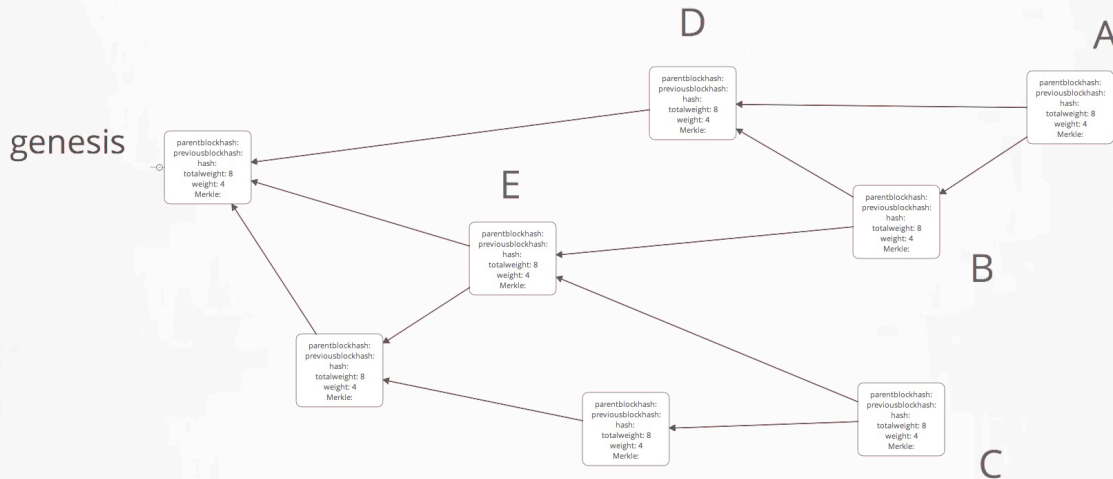 D
A
parentblockhash:
previousblockhash:
hash:
totalweight: 8
weight: 4
Merkle:
parentblockhash:
previousblockhash:
hash:
totalweight: 8
weight: 4
Merkle:
genesis
parentblockhash:
previousblockhash:
hash:
totalweight: 8
weight: 4
Merkle:
E
parentblockhash:
previousblockhash:
hash:
totalweight: 8
weight: 4
Merkle:
parentblockhash:
previousblockhash:
hash:
totalweight: 8
weight: 4
Merkle:
B
parentblockhash:
previousblockhash:
hash:
totalweight: 8
weight: 4
Merkle:
parentblockhash:
previousblockhash:
hash:
totalweight: 8
weight: 4
Merkle:
parentblockhash:
previousblockhash:
hash:
totalweight: 8
weight: 4
Merkle:
C